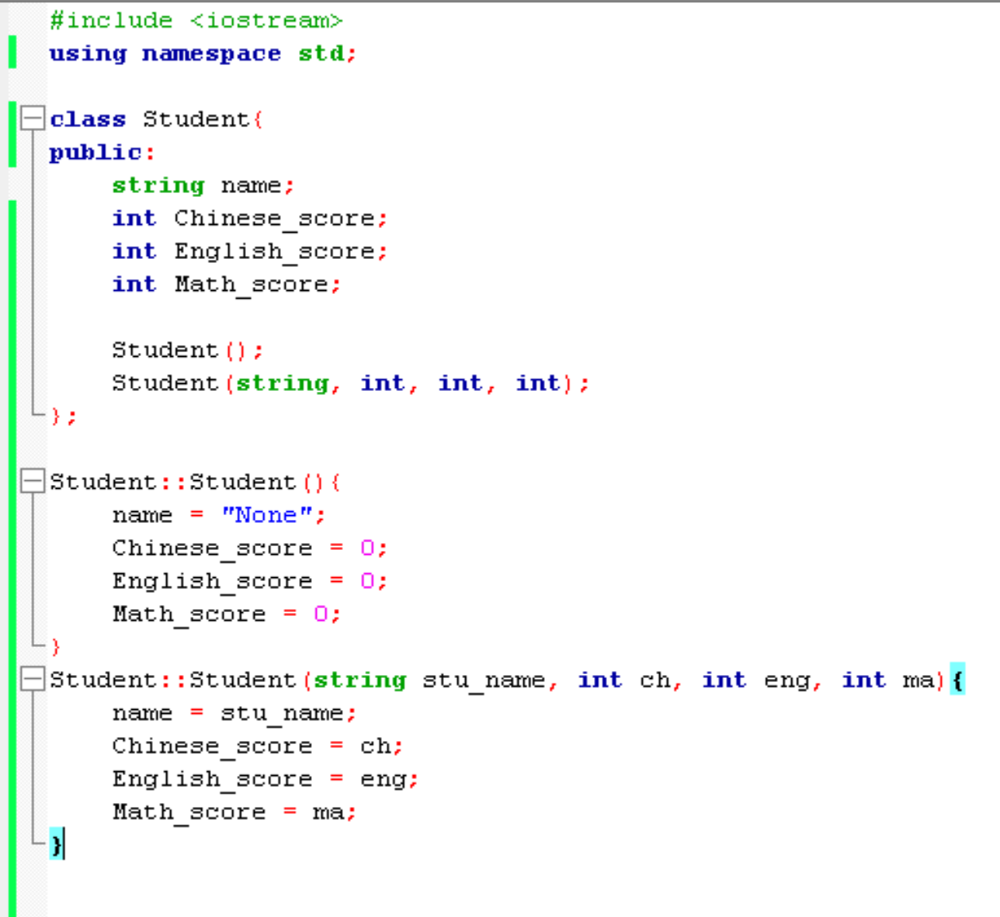 #include <iostream>
using namespace std;
class Student{
public:
string name;
int Chinese_score;
int English_score;
int Math_score;
Student();
Student(string, int, int, int);
};
Student::Student(){
name = "None";
Chinese_score = 0;
English_score = 0;
Math_score = 0;
}
Student::Student(string stu_name, int ch, int eng, int ma){
name = stu_name;
Chinese_score = ch;
English_score = eng;
Math_score = ma;
}